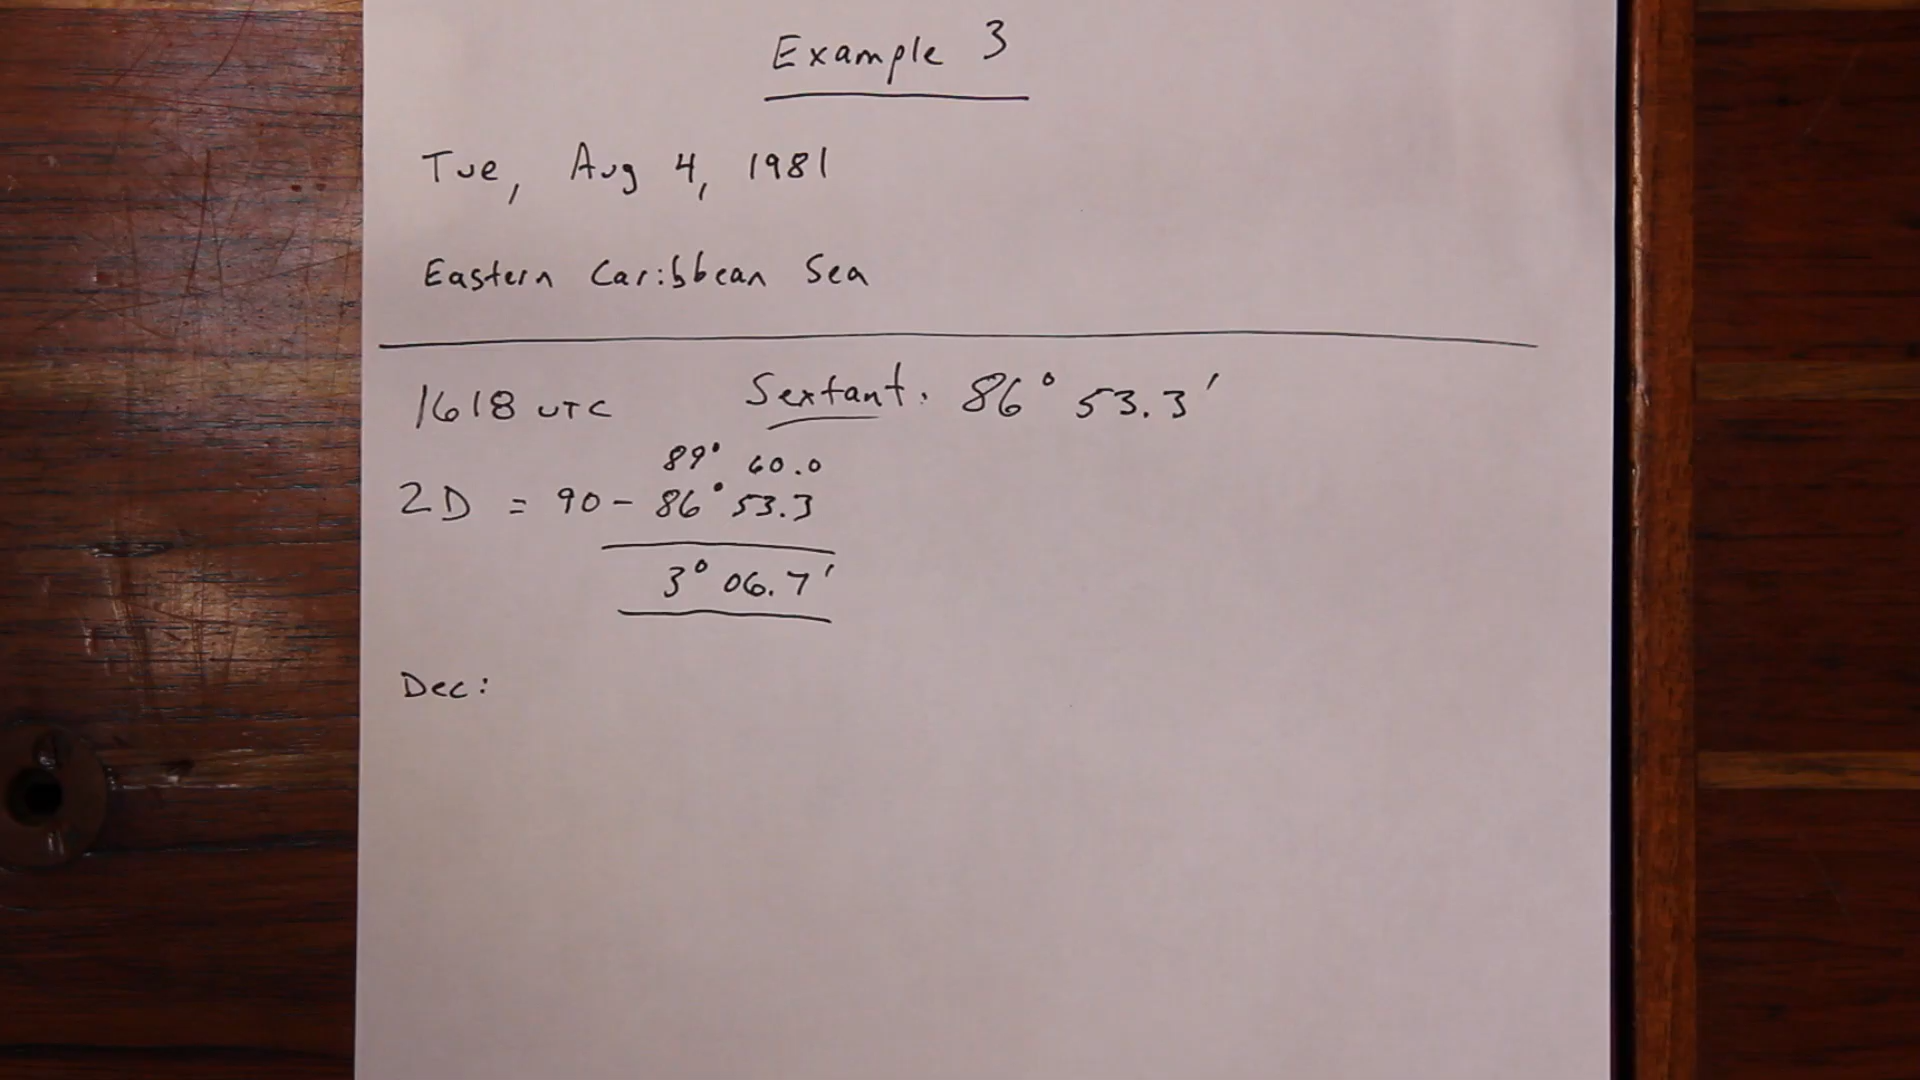 Example 3
Tue, Aug 4, 1981
Eastern Caribbean Sea
1618 UTC Sextant: 86° 53.3'
89° 60.0
ZD = 90 - 86° 53.3
3° 06.7'
Dec: